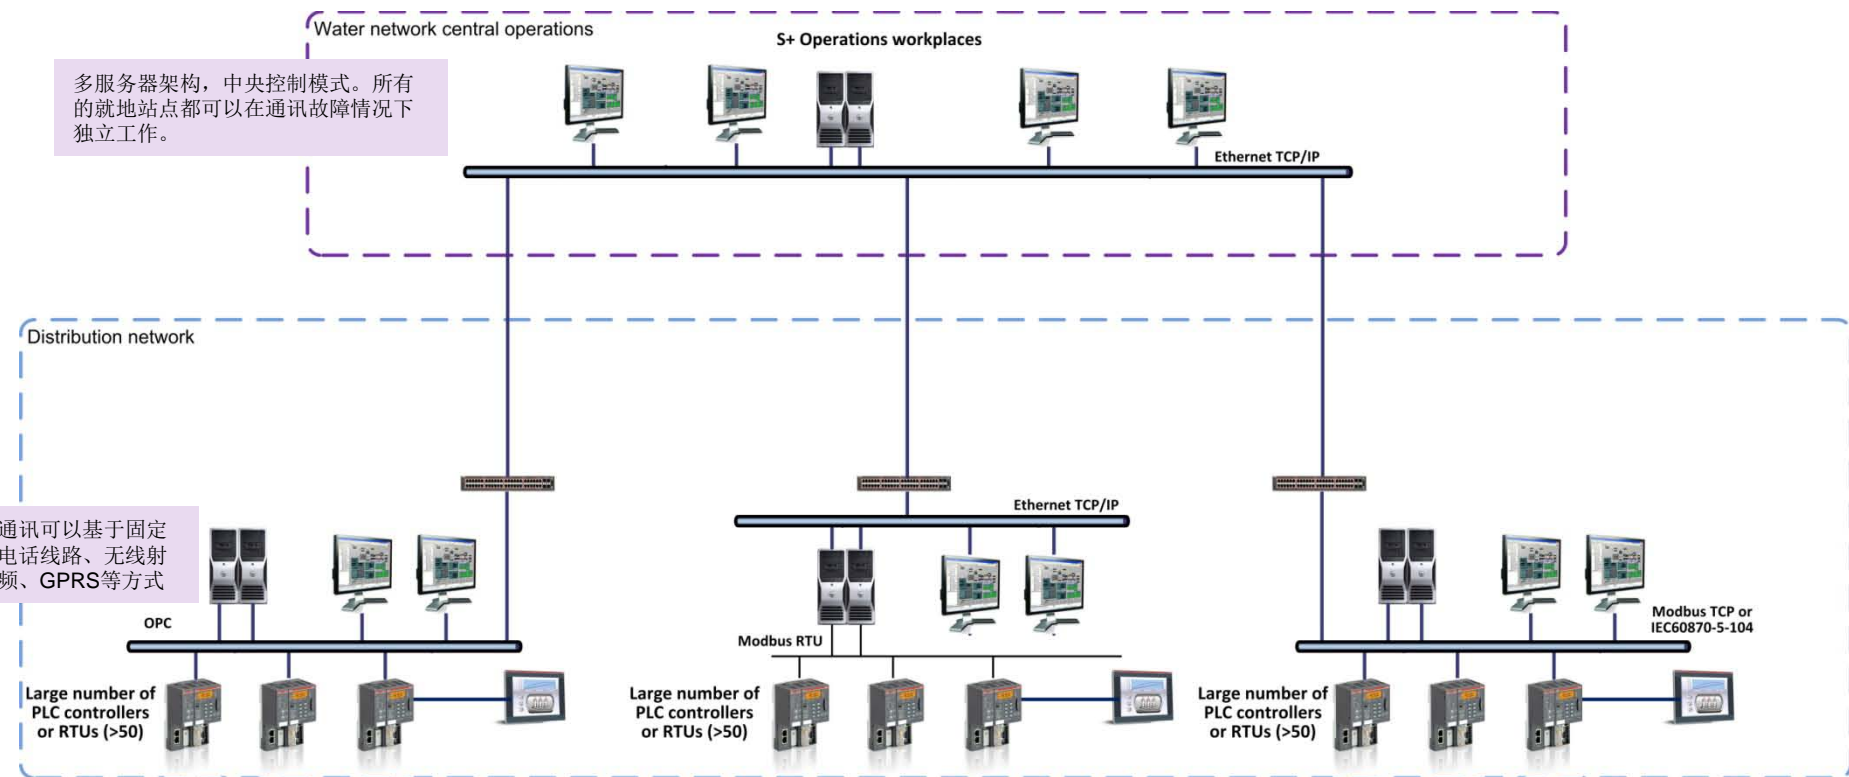 Water network central operations
S+ Operations workplaces
多服务器架构，中央控制模式。所有
的就地站点都可以在通讯故障情况下
独立工作。
Ethernet TCP/IP
Distribution network
通讯可以基于固定
电话线路、无线射
频、GPRS等方式
Ethernet TCP/IP
OPC
Modbus RTU
Modbus TCP or
IEC60870-5-104
Large number of
PLC controllers
or RTUs (>50)
Large number of
PLC controllers
or RTUs (>50)
Large number of
PLC controllers
or RTUs (>50)